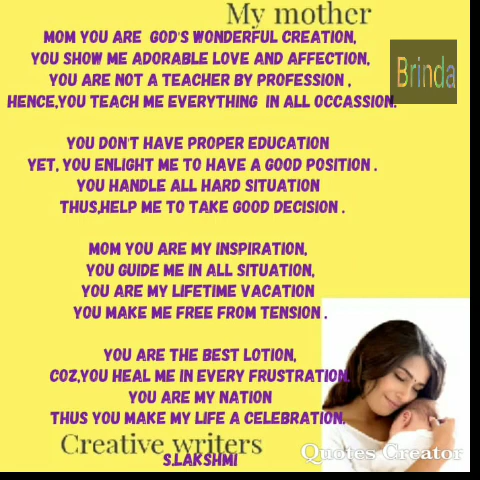 My mother
MOM YOU ARE GOD'S WONDERFUL CREATION,
YOU SHOW ME ADORABLE LOVE AND AFFECTION,
Brinda
YOU ARE NOT A TEACHER BY PROFESSION ,
HENCE,YOU TEACH ME EVERYTHING IN ALL OCCASSION.
YOU DON'T HAVE PROPER EDUCATION
YET, YOU ENLIGHT ME TO HAVE A GOOD POSITION .
YOU HANDLE ALL HARD SITUATION
THUS,HELP ME TO TAKE GOOD DECISION .
MOM YOU ARE MY INSPIRATION,
YOU GUIDE ME IN ALL SITUATION,
YOU ARE MY LIFETIME VACATION
YOU MAKE ME FREE FROM TENSION .
YOU ARE THE BEST LOTION,
COZ,YOU HEAL ME IN EVERY FRUSTRATION.
YOU ARE MY NATION
THUS YOU MAKE MY LIFE A CELEBRATION.
Creative writers
Quotes Creator
S.LAKSHMI